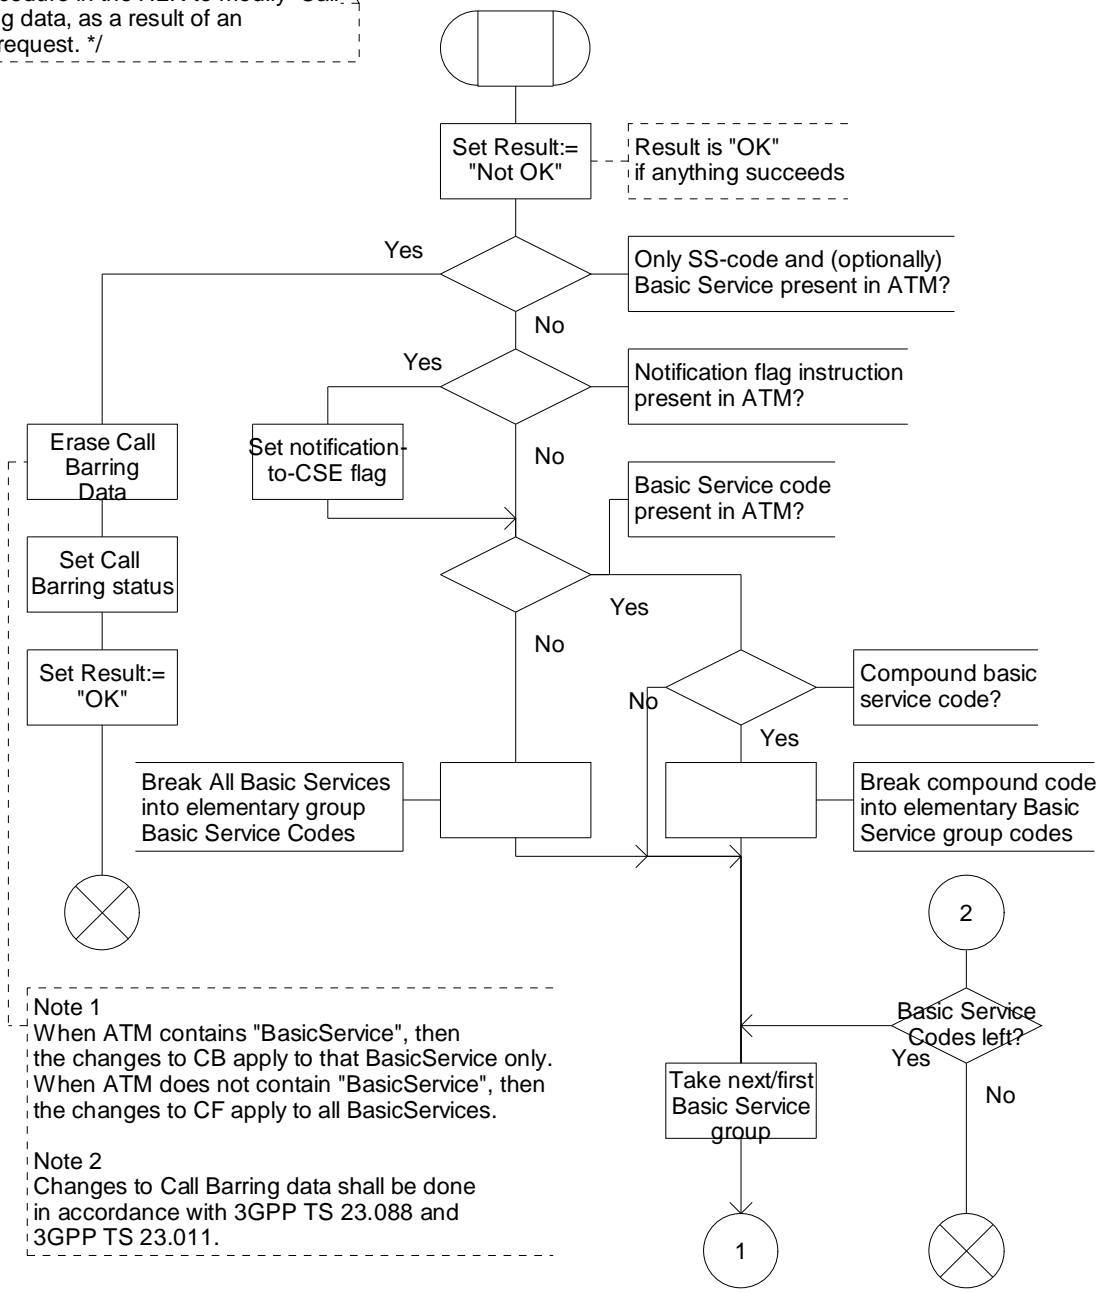 g data, as a result of an
request. */
Set Result:=
"Not OK"
Result is "OK"
if anything succeeds
Yes
Only SS-code and (optionally)
Basic Service present in ATM?
No
Yes
Notification flag instruction
present in ATM?
Erase Call
Barring
Data
Set notification-
to-CSE flag
No
Basic Service code
present in ATM?
Set Call
Barring status
Yes
No
Set Result:=
"OK"
Compound basic
service code?
No
Yes
Break All Basic Services
into elementary group
Basic Service Codes
Break compound code
into elementary Basic
Service group codes
2
Note 1
When ATM contains "BasicService", then
the changes to CB apply to that BasicService only.
When ATM does not contain "BasicService", then
the changes to CF apply to all BasicServices.
Basic Service
Codes left?
Yes
No
Take next/first
Basic Service
group
Note 2
Changes to Call Barring data shall be done
in accordance with 3GPP TS 23.088 and
3GPP TS 23.011.
1